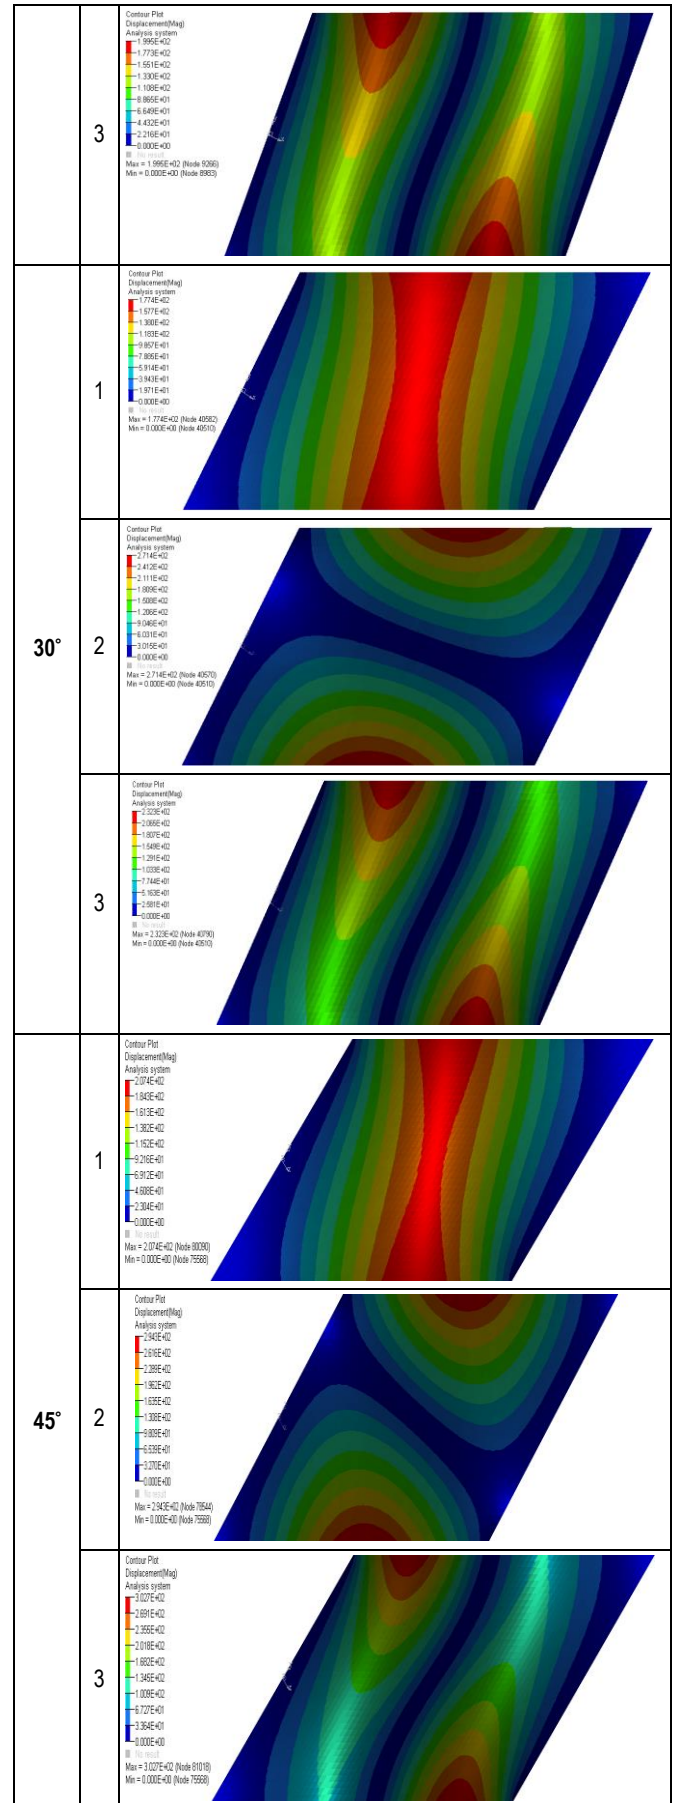 3
Contour Plot
Displacement(Mag)
Analysis system
1.995E+02
1.773E+02
1.551E+02
1.330E+02
1.108E+02
8.865E+01
6.649E+01
4.432E+01
2.216E+01
0.000E+00
No result
Max = 1.995E+02 (Node 9266)
Min = 0.000E+00 (Node 8983)
30°
1
Contour Plot
Displacement(Mag)
Analysis system
1.774E+02
1.577E+02
1.380E+02
1.183E+02
9.857E+01
7.885E+01
5.914E+01
3.943E+01
1.971E+01
0.000E+00
No result
Max = 1.774E+02 (Node 40582)
Min = 0.000E+00 (Node 40510)
2
Contour Plot
Displacement(Mag)
Analysis system
2.714E+02
2.412E+02
2.111E+02
1.809E+02
1.508E+02
1.206E+02
9.046E+01
6.031E+01
3.015E+01
0.000E+00
No result
Max = 2.714E+02 (Node 40570)
Min = 0.000E+00 (Node 40510)
3
Contour Plot
Displacement(Mag)
Analysis system
2.323E+02
2.065E+02
1.807E+02
1.549E+02
1.291E+02
1.033E+02
7.744E+01
5.163E+01
2.581E+01
0.000E+00
No result
Max = 2.323E+02 (Node 40790)
Min = 0.000E+00 (Node 40510)
45°
1
Contour Plot
Displacement(Mag)
Analysis system
2.074E+02
1.843E+02
1.613E+02
1.382E+02
1.152E+02
9.216E+01
6.912E+01
4.608E+01
2.304E+01
0.000E+00
No result
Max = 2.074E+02 (Node 80090)
Min = 0.000E+00 (Node 75568)
2
Contour Plot
Displacement(Mag)
Analysis system
2.943E+02
2.616E+02
2.289E+02
1.962E+02
1.635E+02
1.308E+02
9.809E+01
6.539E+01
3.270E+01
0.000E+00
No result
Max = 2.943E+02 (Node 78544)
Min = 0.000E+00 (Node 75568)
3
Contour Plot
Displacement(Mag)
Analysis system
3.027E+02
2.691E+02
2.355E+02
2.018E+02
1.682E+02
1.345E+02
1.009E+02
6.727E+01
3.364E+01
0.000E+00
No result
Max = 3.027E+02 (Node 81018)
Min = 0.000E+00 (Node 75568)